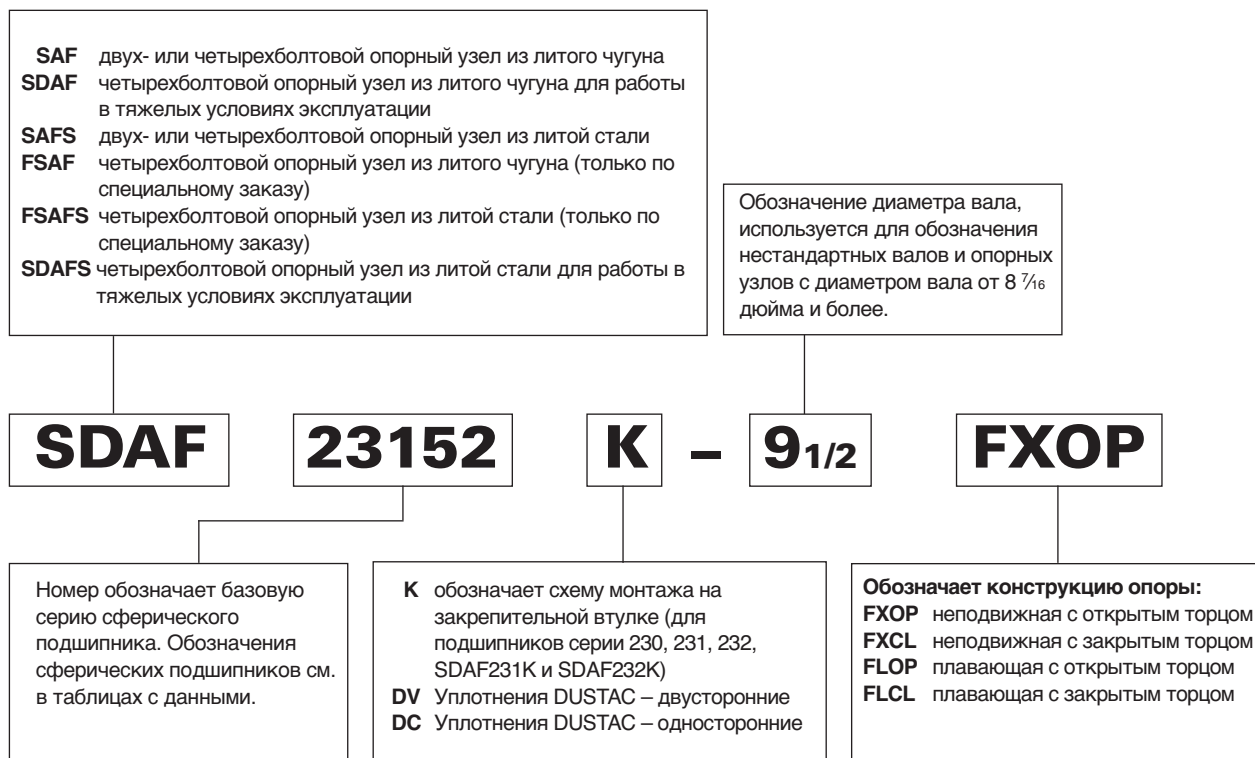 SAF двух- или четырехболтовой опорный узел из литого чугуна
SDAF четырехболтовой опорный узел из литого чугуна для работы
в тяжелых условиях эксплуатации
SAFS двух- или четырехболтовой опорный узел из литой стали
FSAF четырехболтовой опорный узел из литого чугуна (только по
специальному заказу)
FSAFS четырехболтовой опорный узел из литой стали (только по
специальному заказу)
SDAFS четырехболтовой опорный узел из литой стали для работы в
тяжелых условиях эксплуатации
Обозначение диаметра вала,
используется для обозначения
нестандартных валов и опорных
узлов с диаметром вала от 8 7/16
дюйма и более.
SDAF 23152 K – 9 1/2 FXOP
Номер обозначает базовую
серию сферического
подшипника. Обозначения
сферических подшипников см.
в таблицах с данными.
K обозначает схему монтажа на
закрепительной втулке (для
подшипников серии 230, 231, 232,
SDAF231K и SDAF232K)
DV Уплотнения DUSTAC – двусторонние
DC Уплотнения DUSTAC – односторонние
Обозначает конструкцию опоры:
FXOP неподвижная с открытым торцом
FXCL неподвижная с закрытым торцом
FLOP плавающая с открытым торцом
FLCL плавающая с закрытым торцом